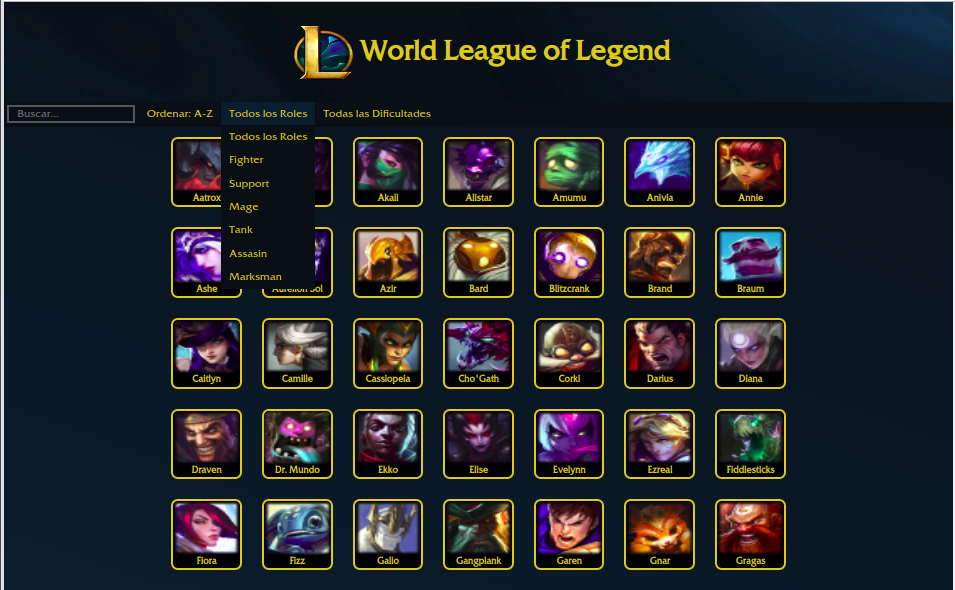 World League of Legend
Buscar...
Ordenar: A-Z
Todos los Roles
Todas las Dificultades
Todos los Roles
Fighter
Support
Mage
Tank
Assasin
Marksman
Aatrox
Akali
Alistar
Amumu
Anivia
Annie
Ashe
Aurelion Sol
Azir
Bard
Blitzcrank
Brand
Braum
Caitlyn
Camille
Cassiopeia
Cho'Gath
Corki
Darius
Diana
Draven
Dr. Mundo
Ekko
Elise
Evelynn
Ezreal
Fiddlesticks
Fiora
Fizz
Galio
Gangplank
Garen
Gnar
Gragas